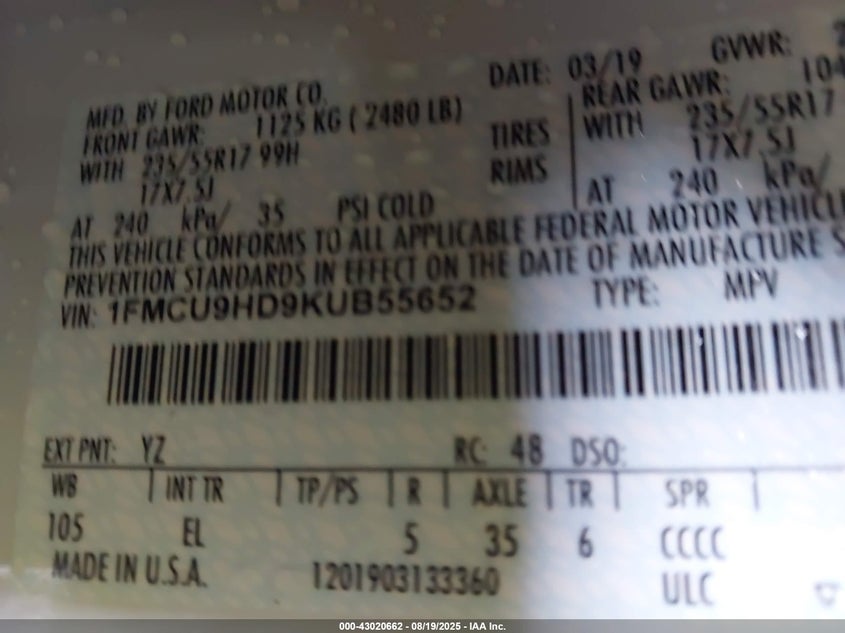 DATE: 03/19 GVWR:
MFD. BY FORD MOTOR CO.
FRONT GAWR: 1125 KG ( 2480 LB) REAR GAWR: 104
WITH 235/55R17 99H TIRES WITH 235/55R17
17X7.5J RIMS 17X7.5J
AT 240 kPa/ 35 PSI COLD AT 240 kPa/
THIS VEHICLE CONFORMS TO ALL APPLICABLE FEDERAL MOTOR VEHICLE
PREVENTION STANDARDS IN EFFECT ON THE DATE OF MANUFACTURE S
VIN: 1FMCU9HD9KUB55652 TYPE: MPV
EXT PNT: YZ RC: 48 DSO:
WB INT TR TP/PS R AXLE TR SPR
105 EL 5 35 6 CCCC
MADE IN U.S.A. 1201903133360 ULC
000-43020662 - 08/19/2025 - IAA Inc.